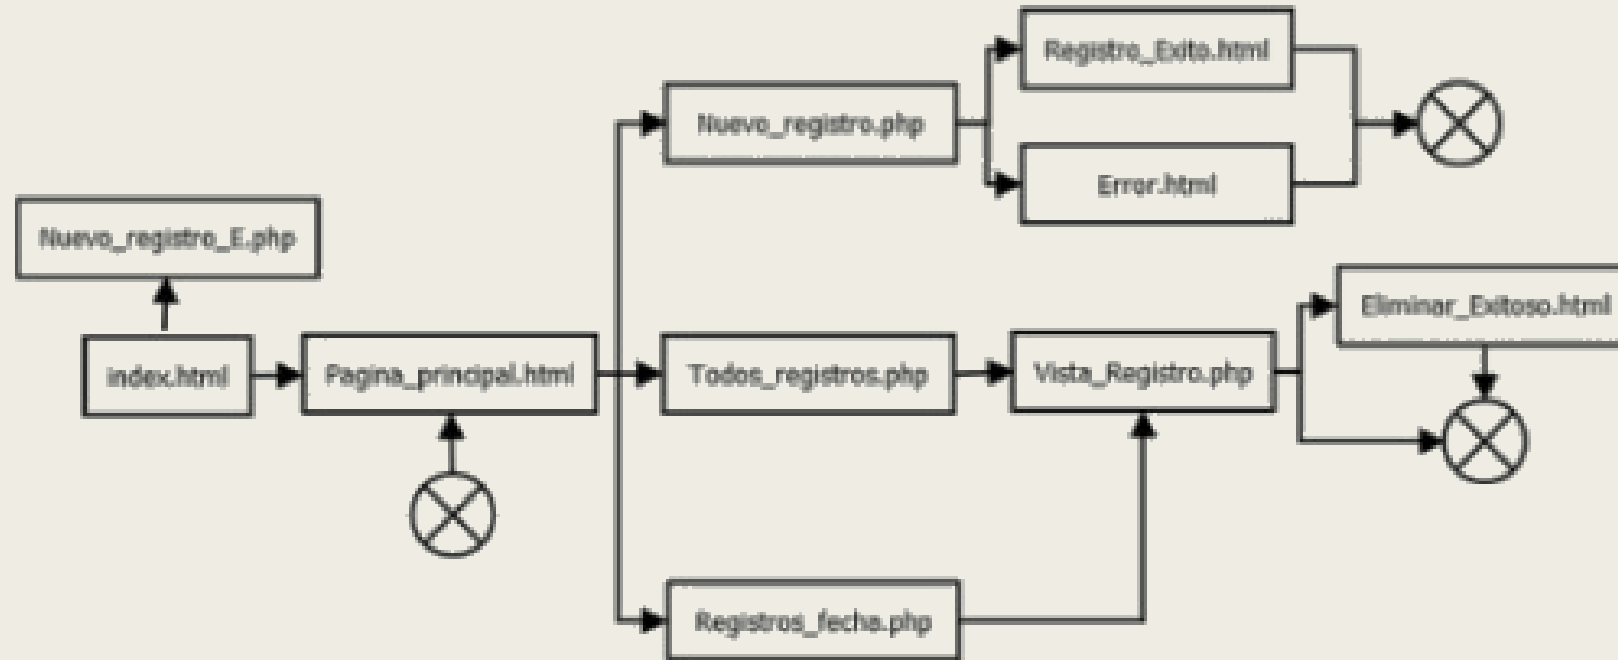 Registro_Exito.html
Nuevo_registro.php
Error.html
Nuevo_registro_E.php
Eliminar_Exitoso.html
index.html
Pagina_principal.html
Todos_registros.php
Vista_Registro.php
Registros_fecha.php